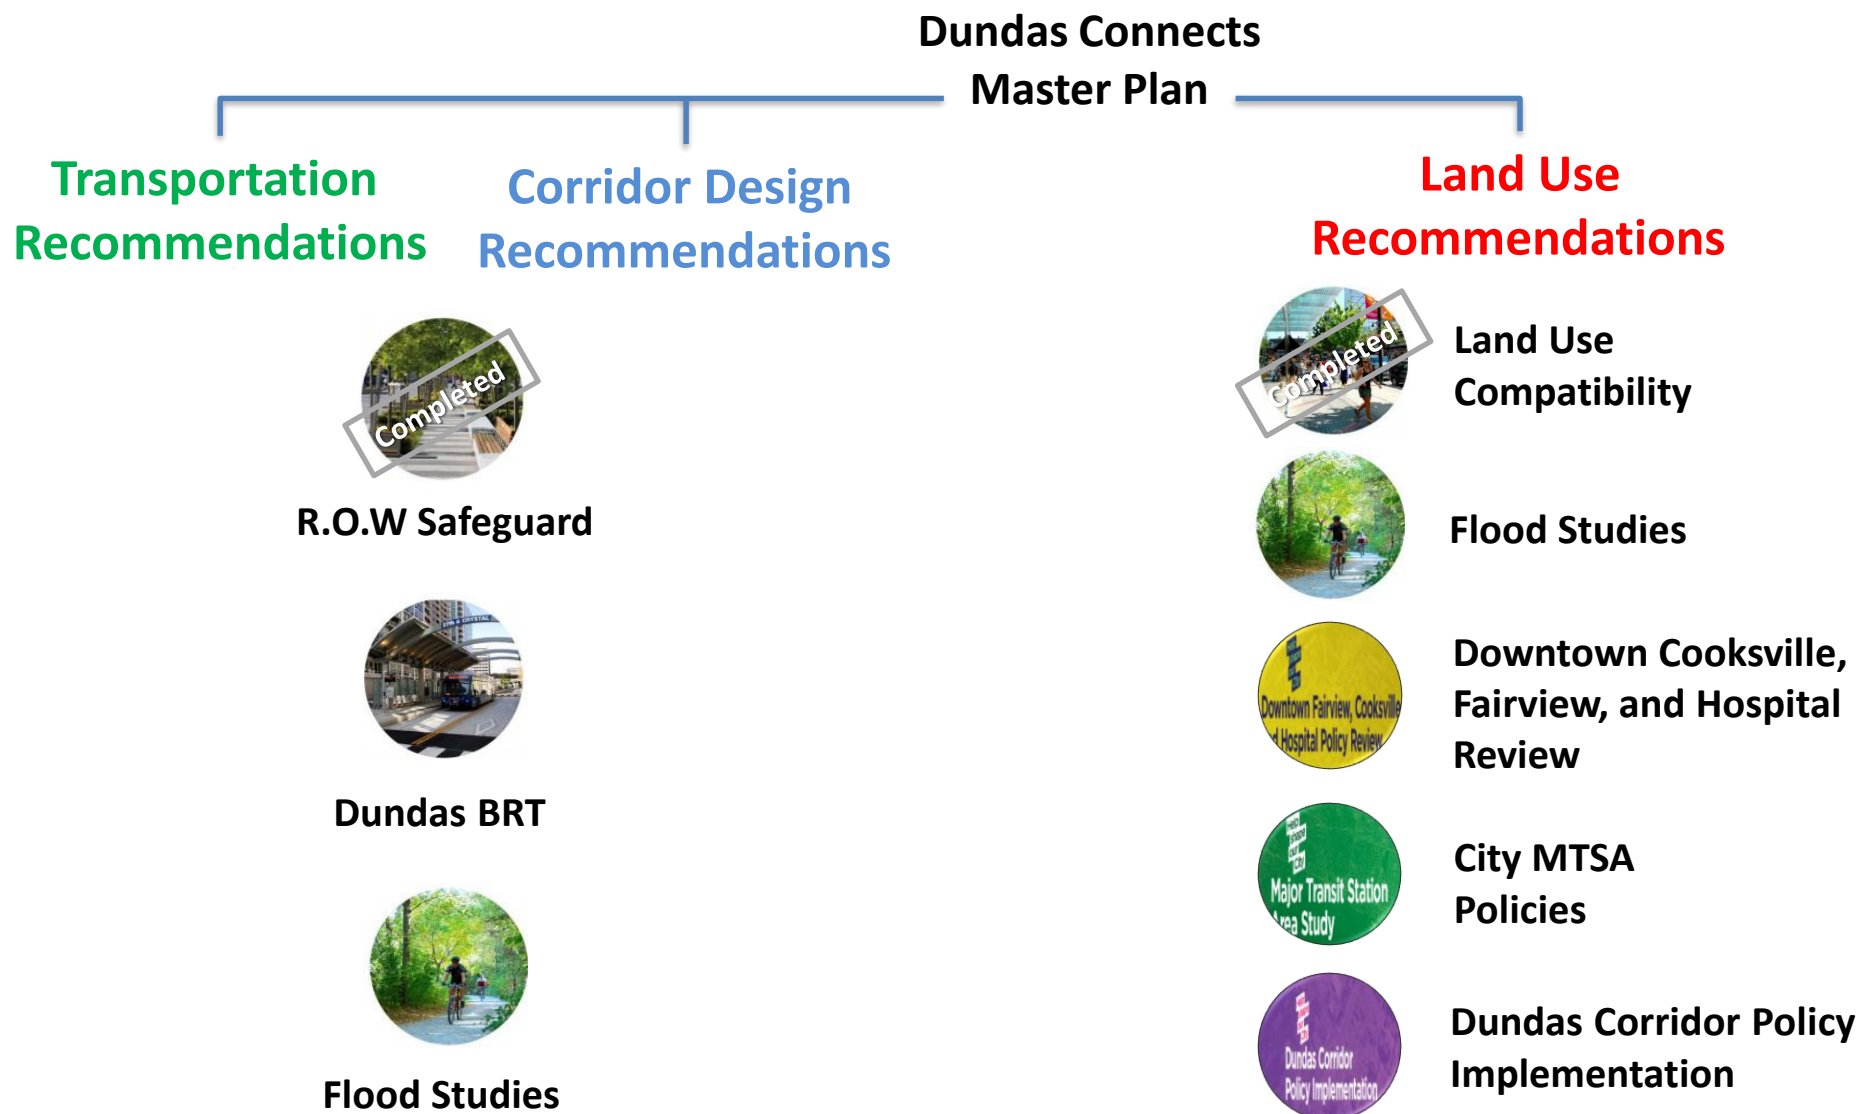 Dundas Connects
Master Plan
Transportation
Recommendations
Corridor Design
Recommendations
Land Use
Recommendations
Completed
R.O.W Safeguard
Dundas BRT
Flood Studies
Completed
Land Use
Compatibility
Flood Studies
Downtown Fairview, Cooksville
Hospital Policy Review
Downtown Cooksville,
Fairview, and Hospital
Review
Major Transit Station
Area Study
City MTSA
Policies
Dundas Corridor
Policy Implementation
Dundas Corridor Policy
Implementation